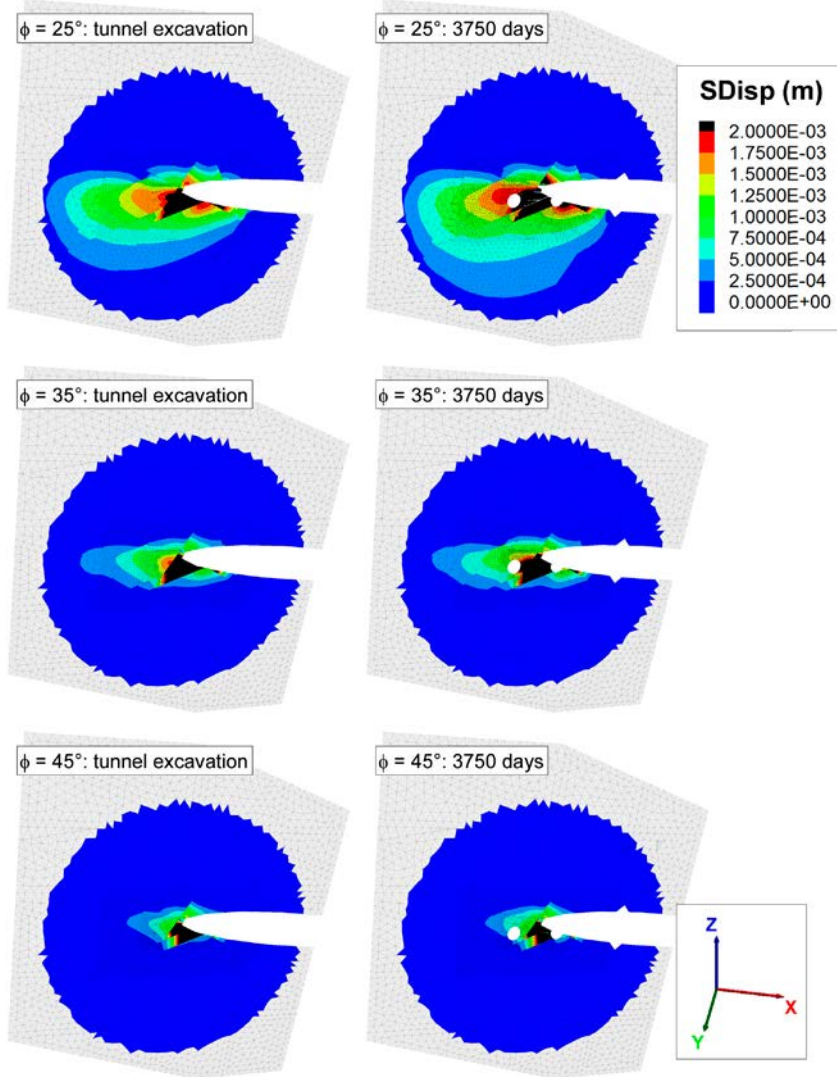 ϕ = 25°: tunnel excavation
ϕ = 25°: 3750 days
SDisp (m)
2.0000E-03
1.7500E-03
1.5000E-03
1.2500E-03
1.0000E-03
7.5000E-04
5.0000E-04
2.5000E-04
0.0000E+00
ϕ = 35°: tunnel excavation
ϕ = 35°: 3750 days
ϕ = 45°: tunnel excavation
ϕ = 45°: 3750 days
Z
X
Y